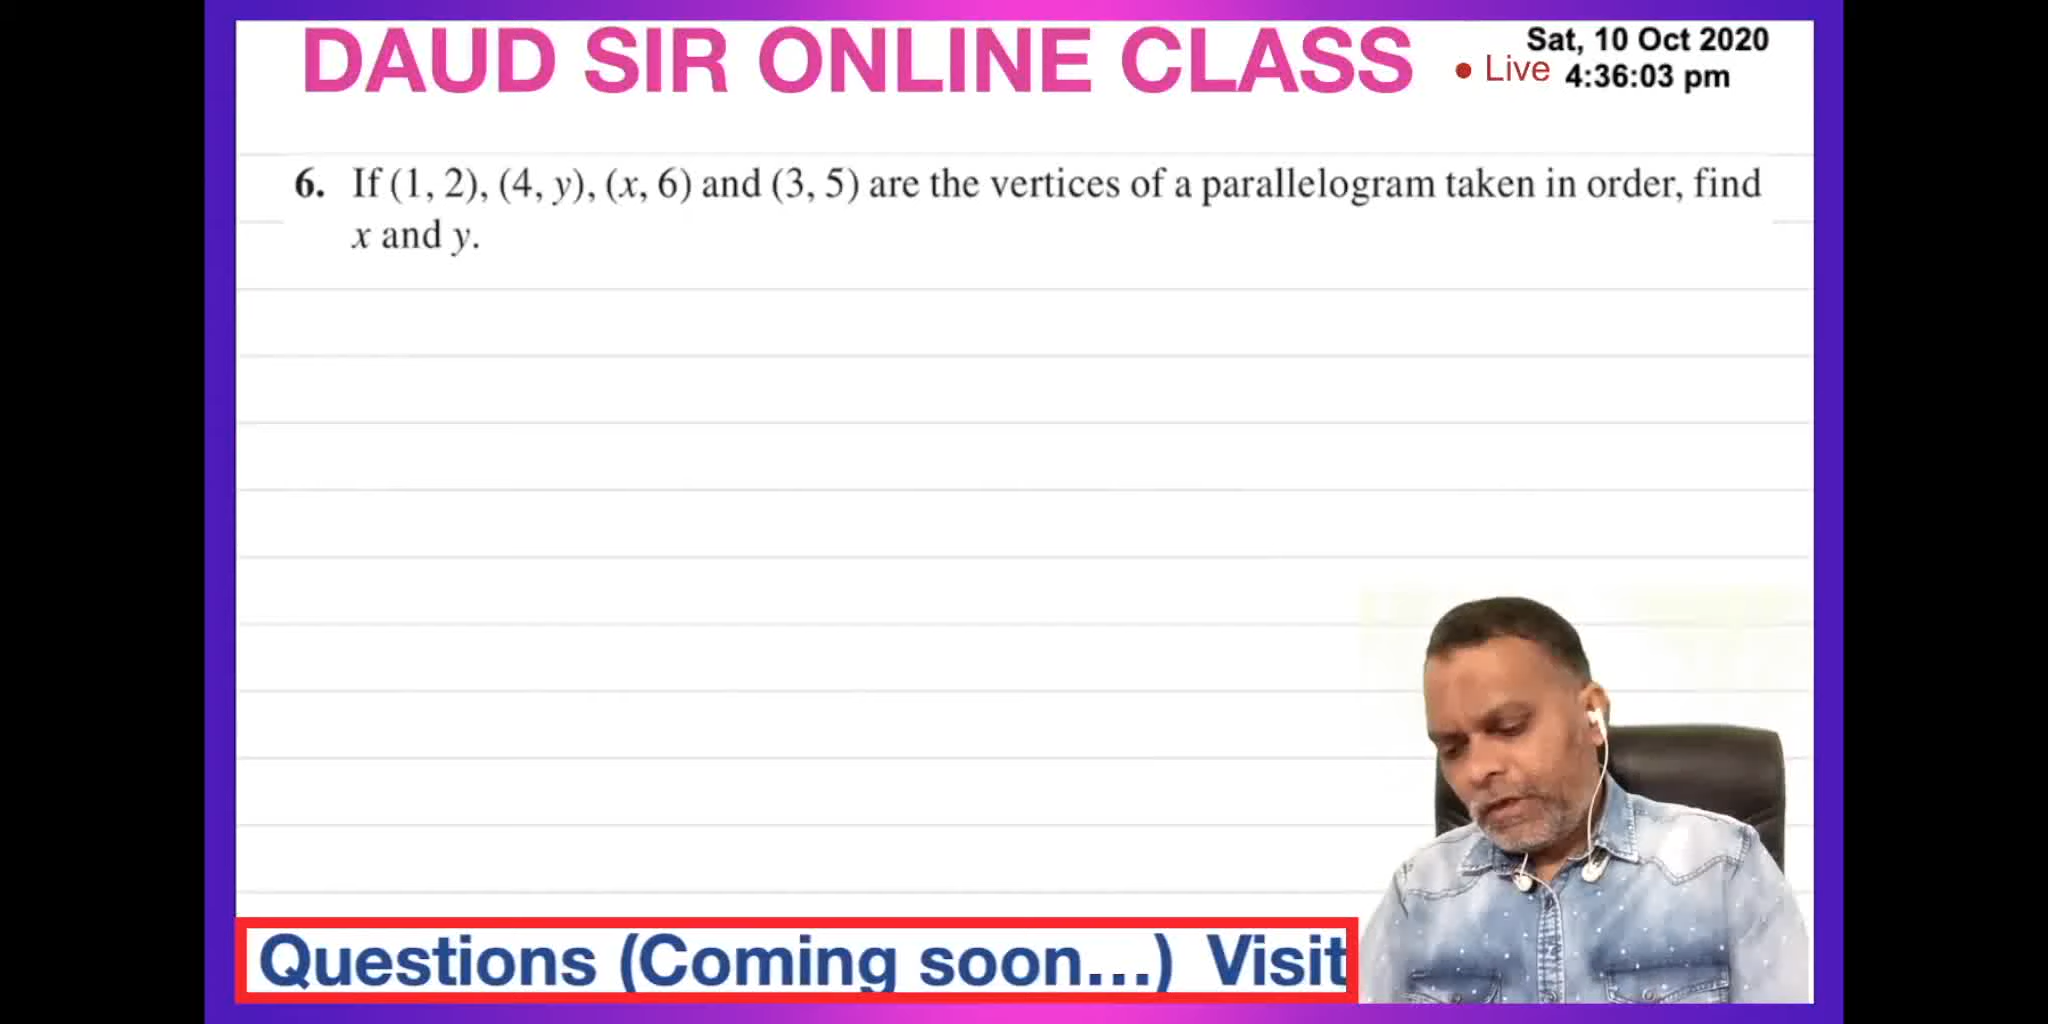 DAUD SIR ONLINE CLASS
Sat, 10 Oct 2020
• Live 4:36:03 pm
6. If (1, 2), (4, y), (x, 6) and (3, 5) are the vertices of a parallelogram taken in order, find
x and y.
Questions (Coming soon...) Visit